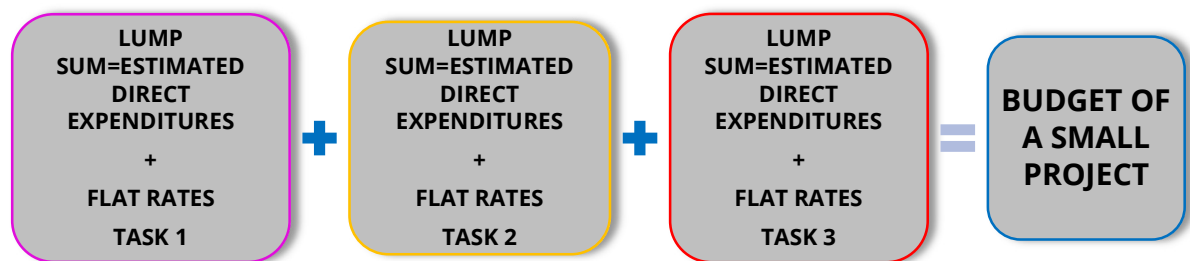 LUMP
SUM=ESTIMATED
DIRECT
EXPENDITURES
+
FLAT RATES
TASK 1
+
LUMP
SUM=ESTIMATED
DIRECT
EXPENDITURES
+
FLAT RATES
TASK 2
+
LUMP
SUM=ESTIMATED
DIRECT
EXPENDITURES
+
FLAT RATES
TASK 3
=
BUDGET OF
A SMALL
PROJECT